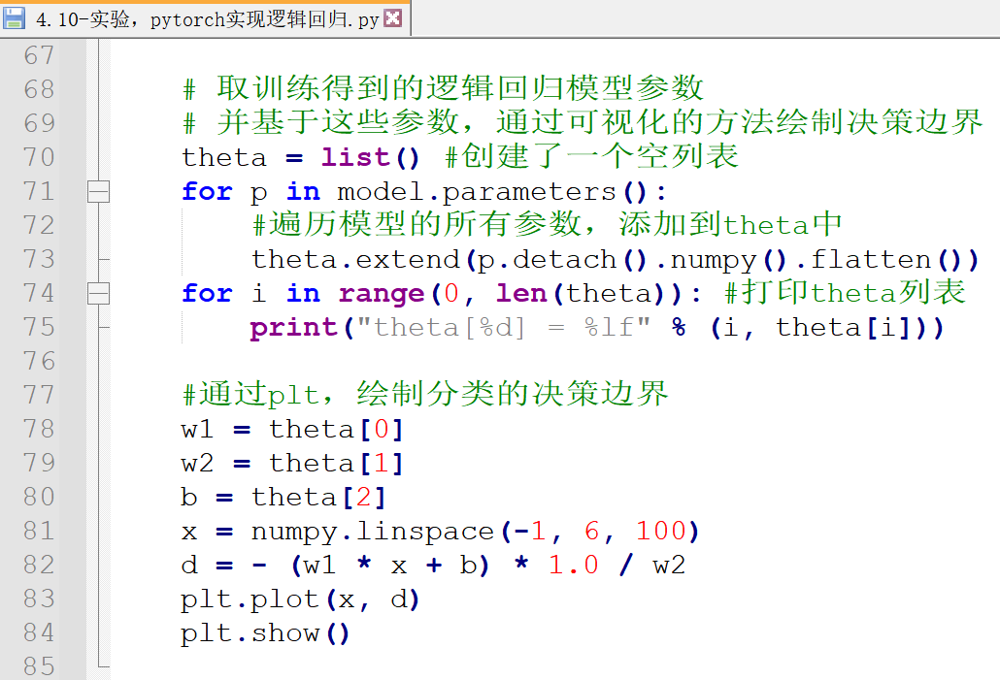 4.10-实验，pytorch实现逻辑回归.py
67
68 # 取训练得到的逻辑回归模型参数
69 # 并基于这些参数，通过可视化的方法绘制决策边界
70 theta = list() #创建了一个空列表
71 for p in model.parameters():
72 #遍历模型的所有参数，添加到theta中
73 theta.extend(p.detach().numpy().flatten())
74 for i in range(0, len(theta)): #打印theta列表
75 print("theta[%d] = %lf" % (i, theta[i]))
76
77 #通过plt，绘制分类的决策边界
78 w1 = theta[0]
79 w2 = theta[1]
80 b = theta[2]
81 x = numpy.linspace(-1, 6, 100)
82 d = - (w1 * x + b) * 1.0 / w2
83 plt.plot(x, d)
84 plt.show()
85